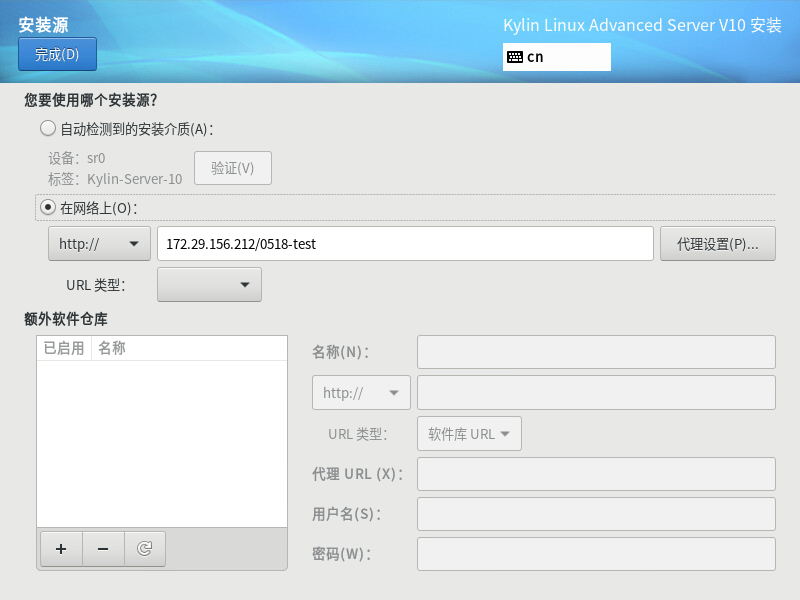 安装源
Kylin Linux Advanced Server V10 安装
完成(D)
cn
您要使用哪个安装源?
自动检测到的安装介质(A):
设备: sr0
标签: Kylin-Server-10
验证(V)
在网络上(O):
http://
172.29.156.212/0518-test
代理设置(P)...
URL 类型:
额外软件仓库
已启用 名称
名称(N):
http://
URL 类型:
软件库 URL
代理 URL (X):
用户名(S):
密码(W):